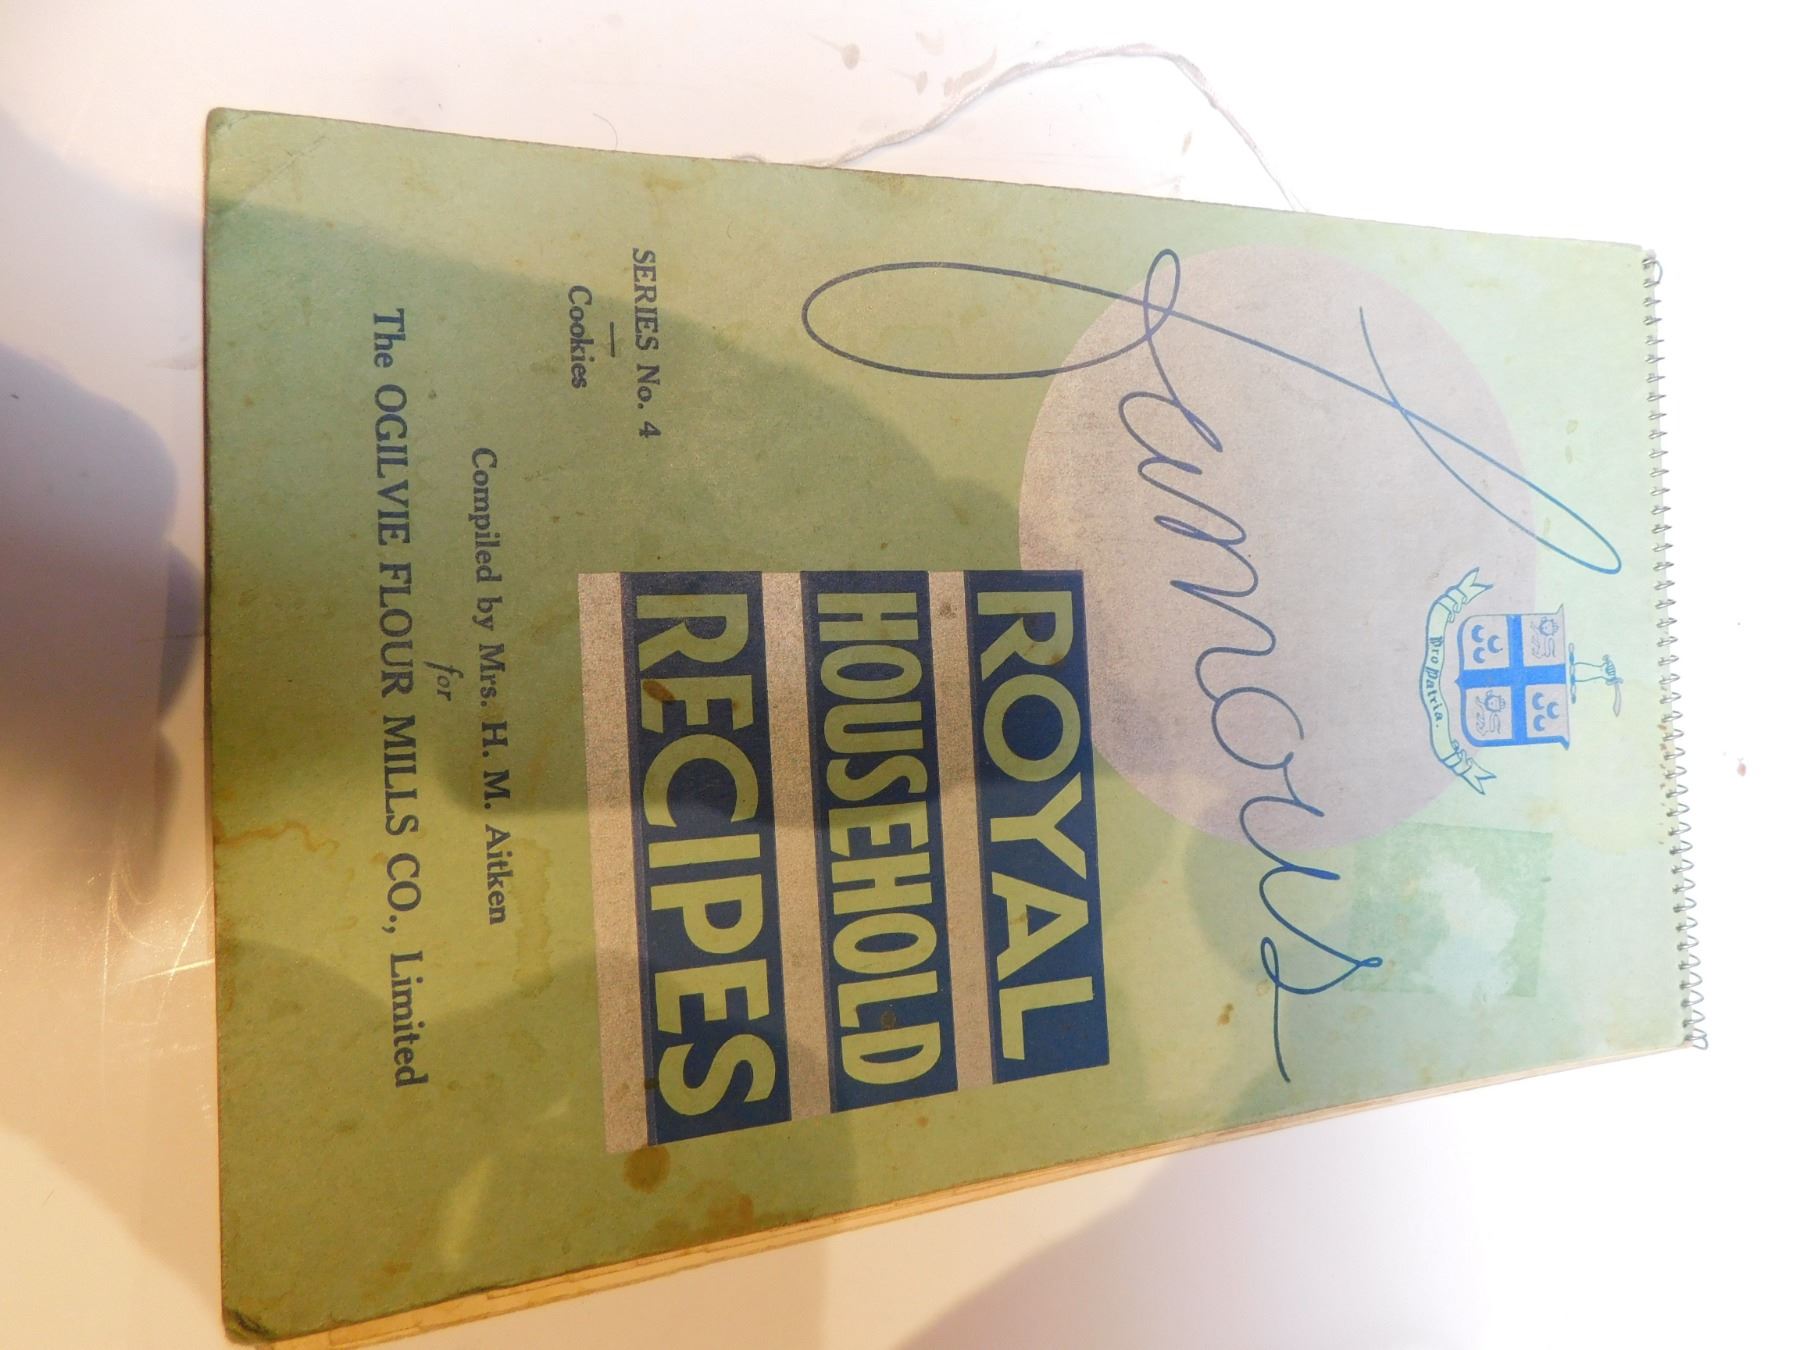 Pro Patria.
Famous
ROYAL
HOUSEHOLD
RECIPES
SERIES No. 4
Cookies
Compiled by Mrs. H. M. Aitken
for
The OGILVIE FLOUR MILLS CO., Limited